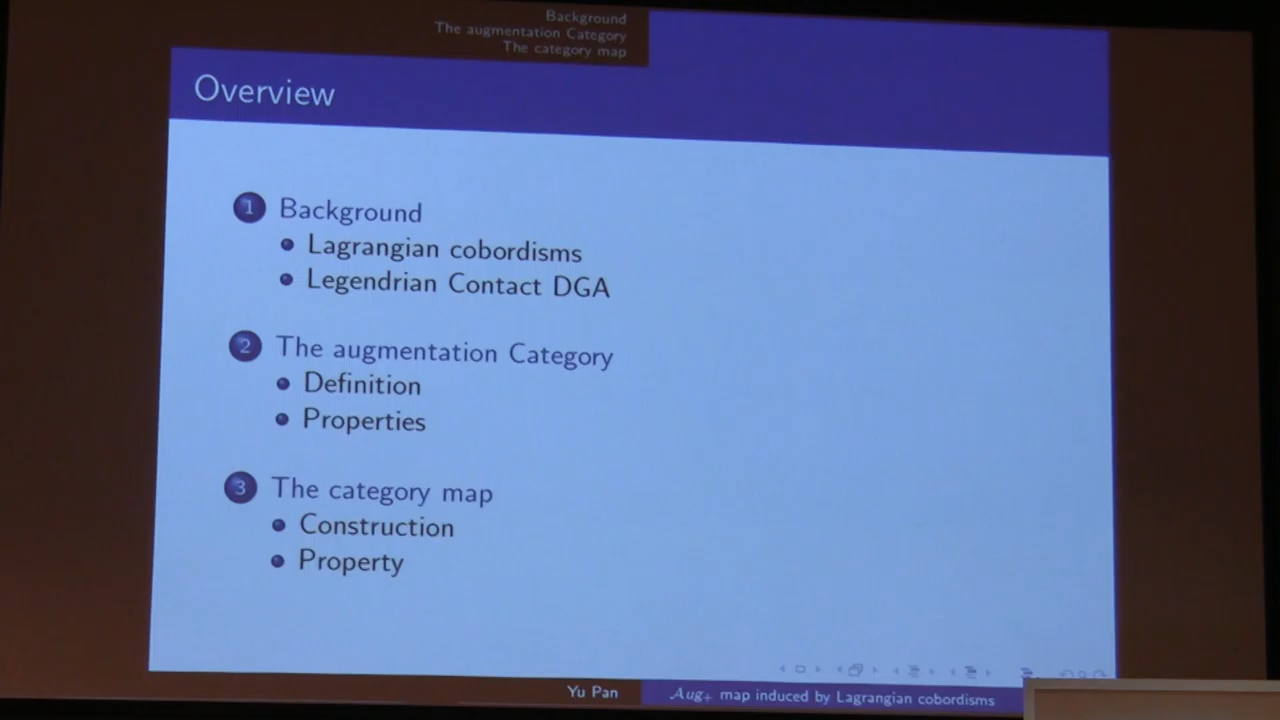 Background
The augmentation Category
The category map
Overview
1 Background
Lagrangian cobordisms
Legendrian Contact DGA
2 The augmentation Category
Definition
Properties
3 The category map
Construction
Property
Yu Pan
Aug+ map induced by Lagrangian cobordisms